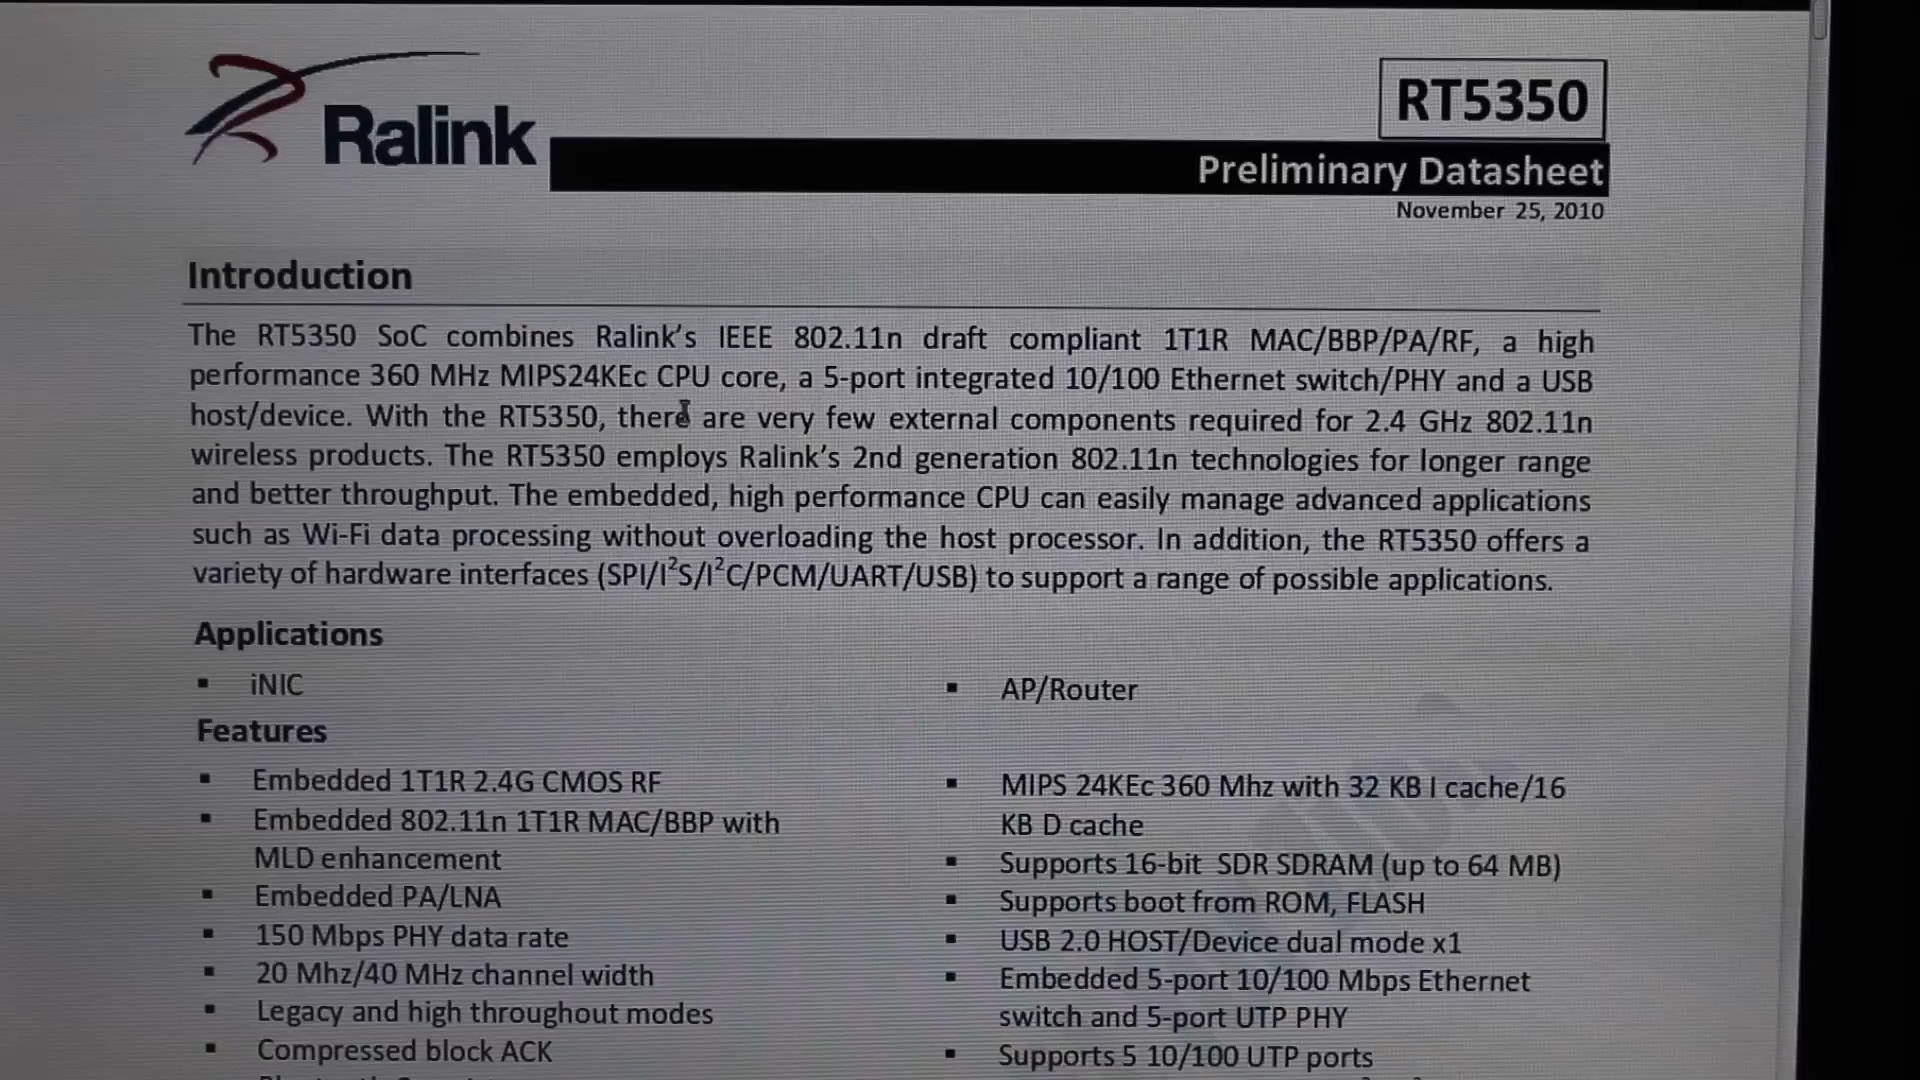 Ralink
RT5350
Preliminary Datasheet
November 25, 2010
Introduction
The RT5350 SoC combines Ralink's IEEE 802.11n draft compliant 1T1R MAC/BBP/PA/RF, a high
performance 360 MHz MIPS24KEc CPU core, a 5-port integrated 10/100 Ethernet switch/PHY and a USB
host/device. With the RT5350, there are very few external components required for 2.4 GHz 802.11n
wireless products. The RT5350 employs Ralink's 2nd generation 802.11n technologies for longer range
and better throughput. The embedded, high performance CPU can easily manage advanced applications
such as Wi-Fi data processing without overloading the host processor. In addition, the RT5350 offers a
variety of hardware interfaces (SPI/I²S/I²C/PCM/UART/USB) to support a range of possible applications.
Applications
▪ iNIC
▪ AP/Router
Features
▪ Embedded 1T1R 2.4G CMOS RF
▪ Embedded 802.11n 1T1R MAC/BBP with
MLD enhancement
▪ Embedded PA/LNA
▪ 150 Mbps PHY data rate
▪ 20 Mhz/40 MHz channel width
▪ Legacy and high throughout modes
▪ Compressed block ACK
▪ MIPS 24KEc 360 Mhz with 32 KB I cache/16
KB D cache
▪ Supports 16-bit SDR SDRAM (up to 64 MB)
▪ Supports boot from ROM, FLASH
▪ USB 2.0 HOST/Device dual mode x1
▪ Embedded 5-port 10/100 Mbps Ethernet
switch and 5-port UTP PHY
▪ Supports 5 10/100 UTP ports